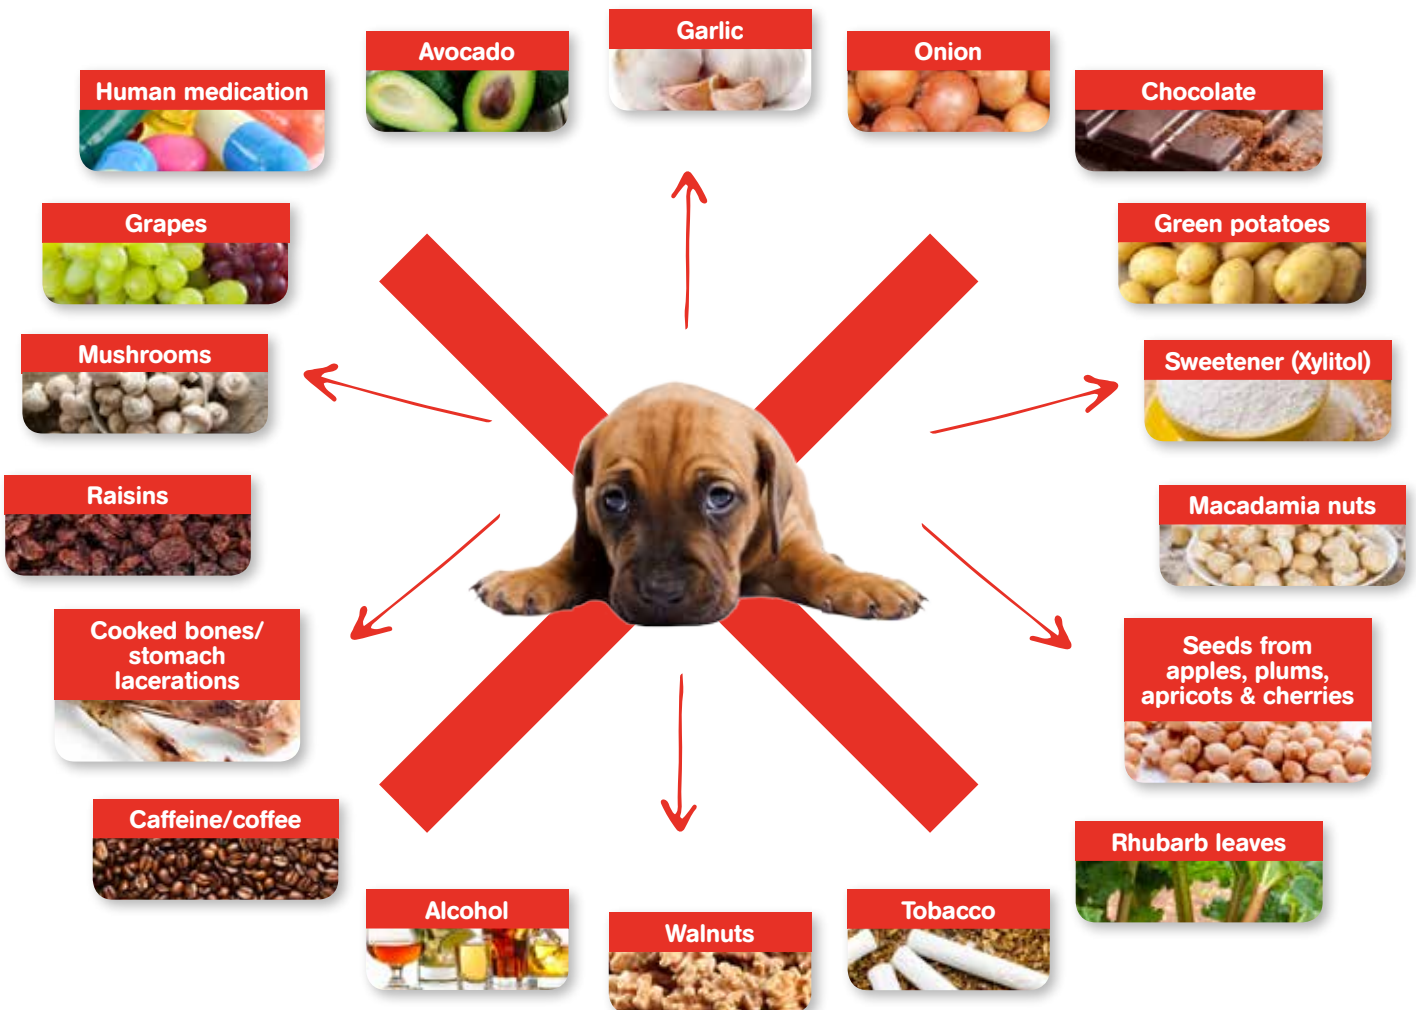 Garlic
Avocado
Onion
Human medication
Chocolate
Grapes
Green potatoes
Mushrooms
Sweetener (Xylitol)
Raisins
Macadamia nuts
Cooked bones/
stomach
lacerations
Seeds from
apples, plums,
apricots & cherries
Caffeine/coffee
Rhubarb leaves
Alcohol
Walnuts
Tobacco